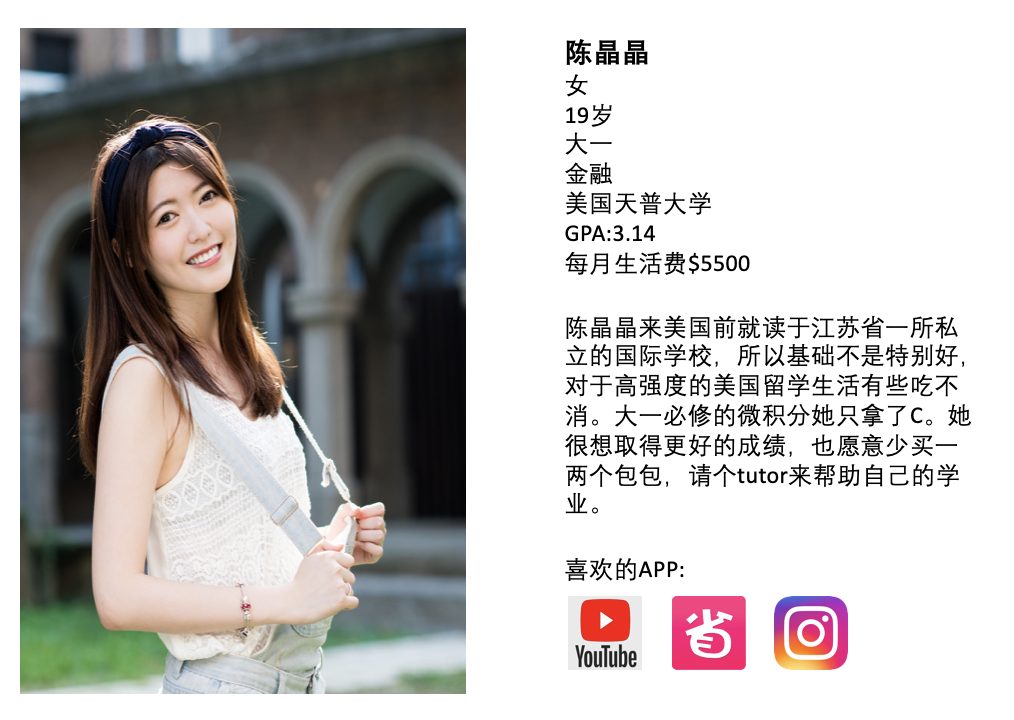 陈晶晶
女
19岁
大一
金融
美国天普大学
GPA:3.14
每月生活费$5500
陈晶晶来美国前就读于江苏省一所私
立的国际学校，所以基础不是特别好，
对于高强度的美国留学生活有些吃不
消。大一必修的微积分她只拿了C。她
很想取得更好的成绩，也愿意少买一
两个包包，请个tutor来帮助自己的学
业。
喜欢的APP:
YouTube
省